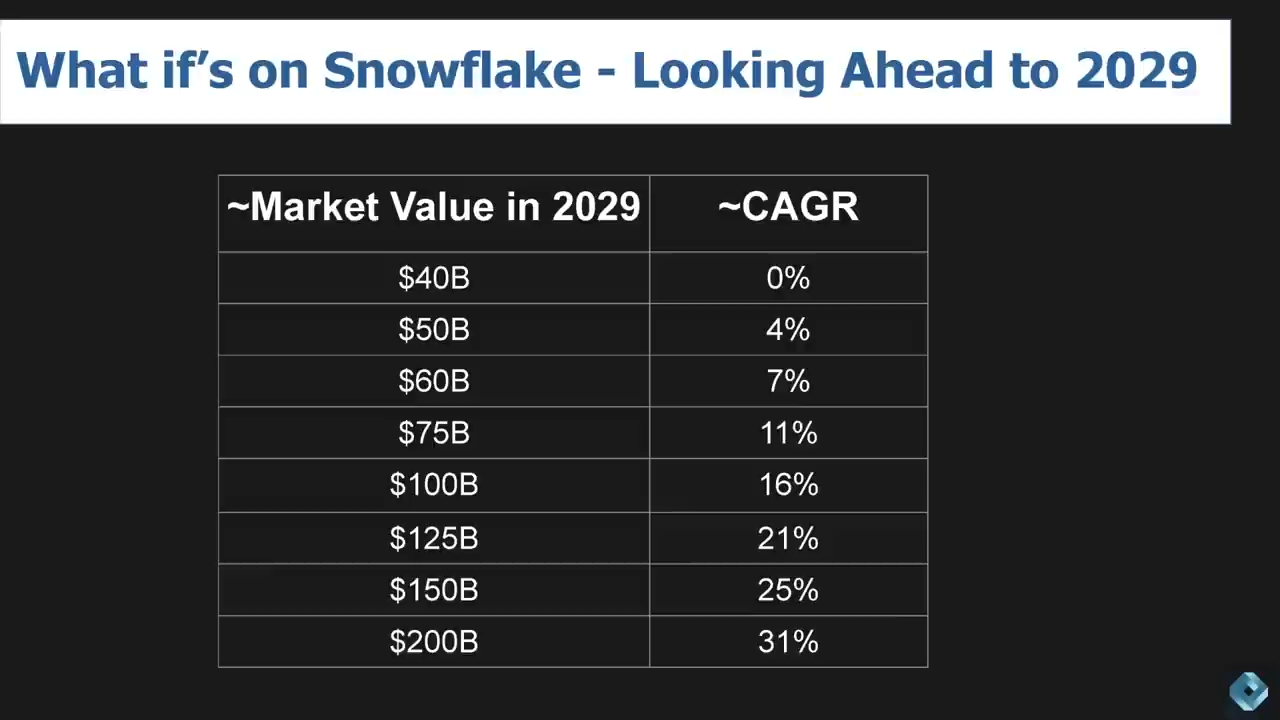 What if’s on Snowflake - Looking Ahead to 2029
~Market Value in 2029 ~CAGR
$40B 0%
$50B 4%
$60B 7%
$75B 11%
$100B 16%
$125B 21%
$150B 25%
$200B 31%